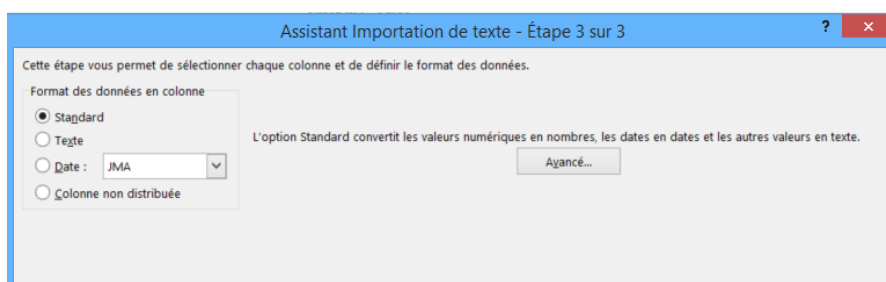 Assistant Importation de texte - Étape 3 sur 3
?
Cette étape vous permet de sélectionner chaque colonne et de définir le format des données.
Format des données en colonne
Standard
Texte
Date : JMA
Colonne non distribuée
L'option Standard convertit les valeurs numériques en nombres, les dates en dates et les autres valeurs en texte.
Avancé...